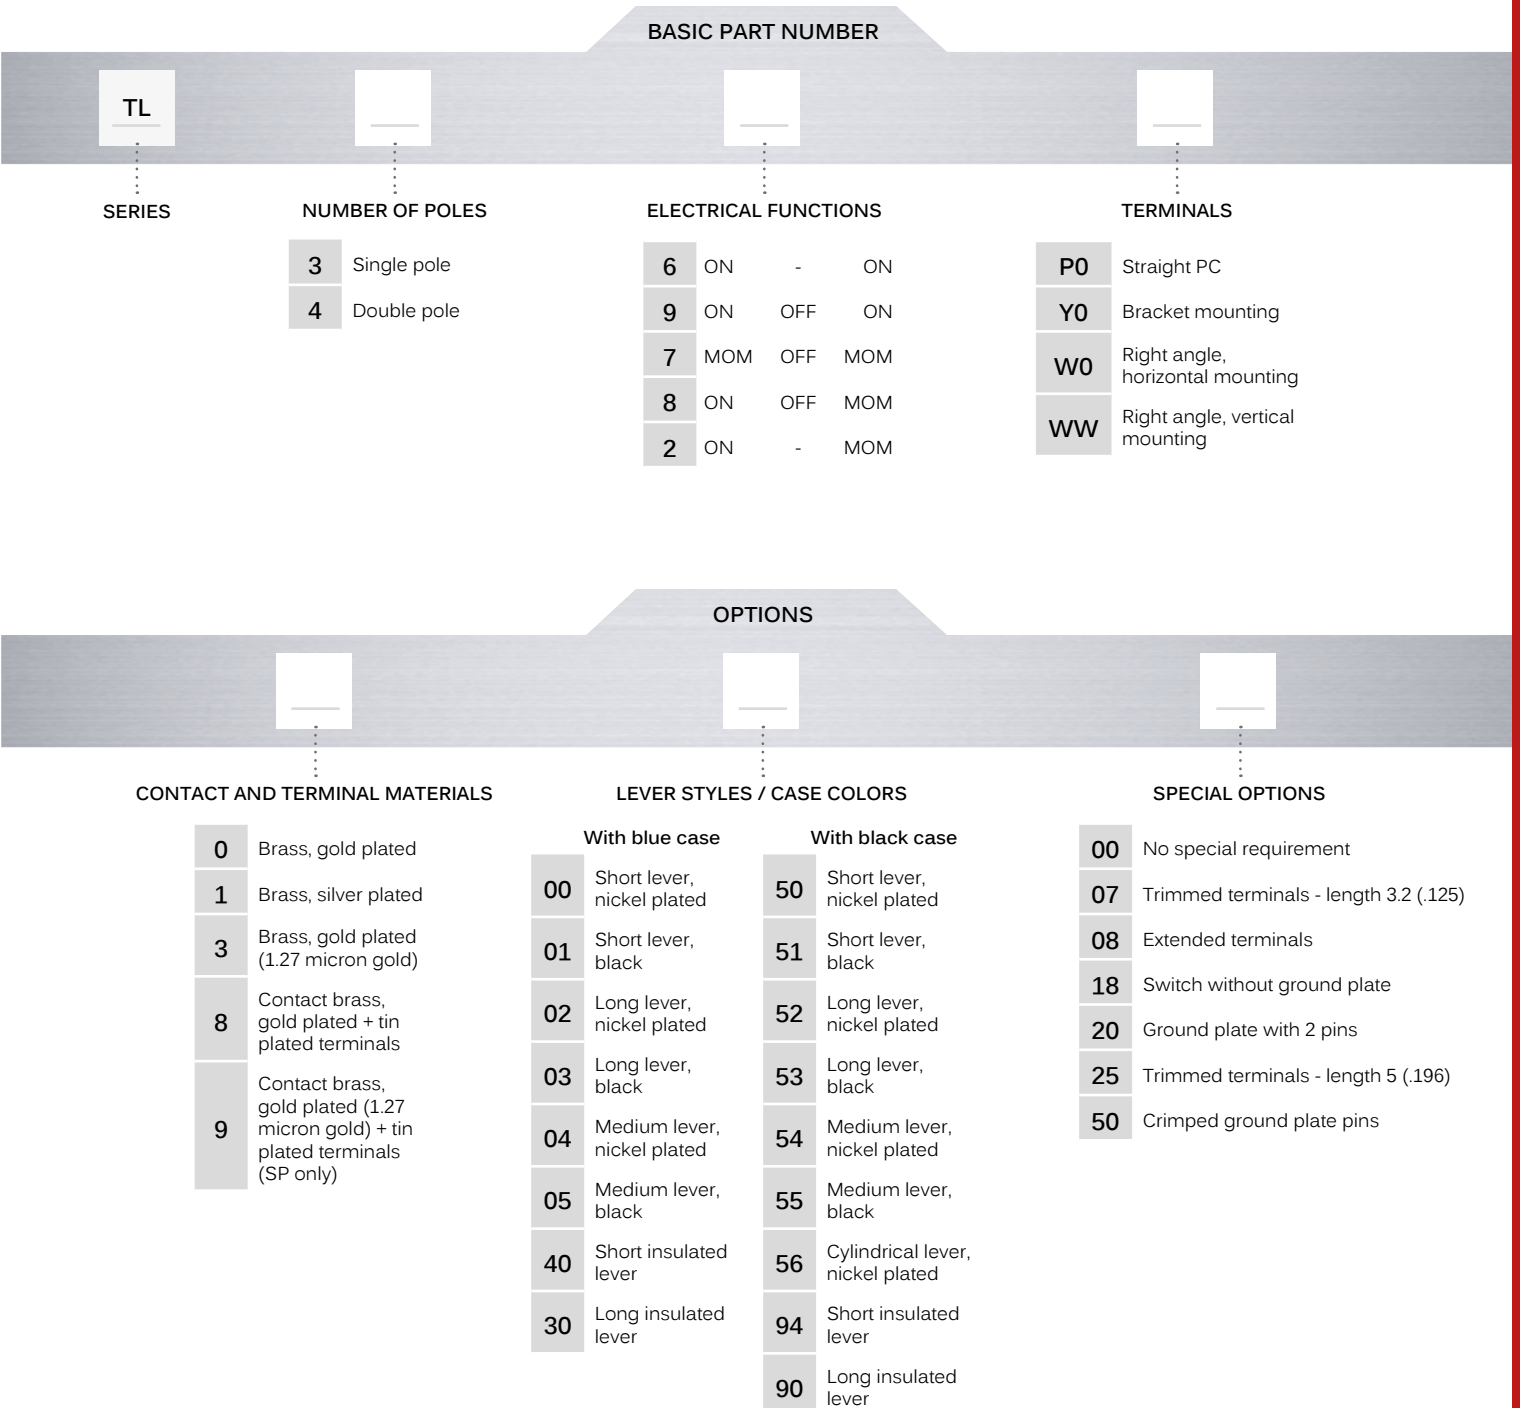 BASIC PART NUMBER
TL
SERIES
NUMBER OF POLES
3 Single pole
4 Double pole
ELECTRICAL FUNCTIONS
6 ON - ON
9 ON OFF ON
7 MOM OFF MOM
8 ON OFF MOM
2 ON - MOM
TERMINALS
P0 Straight PC
Y0 Bracket mounting
W0 Right angle,
horizontal mounting
WW Right angle, vertical
mounting
OPTIONS
CONTACT AND TERMINAL MATERIALS
0 Brass, gold plated
1 Brass, silver plated
3 Brass, gold plated
(1.27 micron gold)
8 Contact brass,
gold plated + tin
plated terminals
9 Contact brass,
gold plated (1.27
micron gold) + tin
plated terminals
(SP only)
LEVER STYLES / CASE COLORS
With blue case
00 Short lever,
nickel plated
01 Short lever,
black
02 Long lever,
nickel plated
03 Long lever,
black
04 Medium lever,
nickel plated
05 Medium lever,
black
40 Short insulated
lever
30 Long insulated
lever
With black case
50 Short lever,
nickel plated
51 Short lever,
black
52 Long lever,
nickel plated
53 Long lever,
black
54 Medium lever,
nickel plated
55 Medium lever,
black
56 Cylindrical lever,
nickel plated
94 Short insulated
lever
90 Long insulated
lever
SPECIAL OPTIONS
00 No special requirement
07 Trimmed terminals - length 3.2 (.125)
08 Extended terminals
18 Switch without ground plate
20 Ground plate with 2 pins
25 Trimmed terminals - length 5 (.196)
50 Crimped ground plate pins